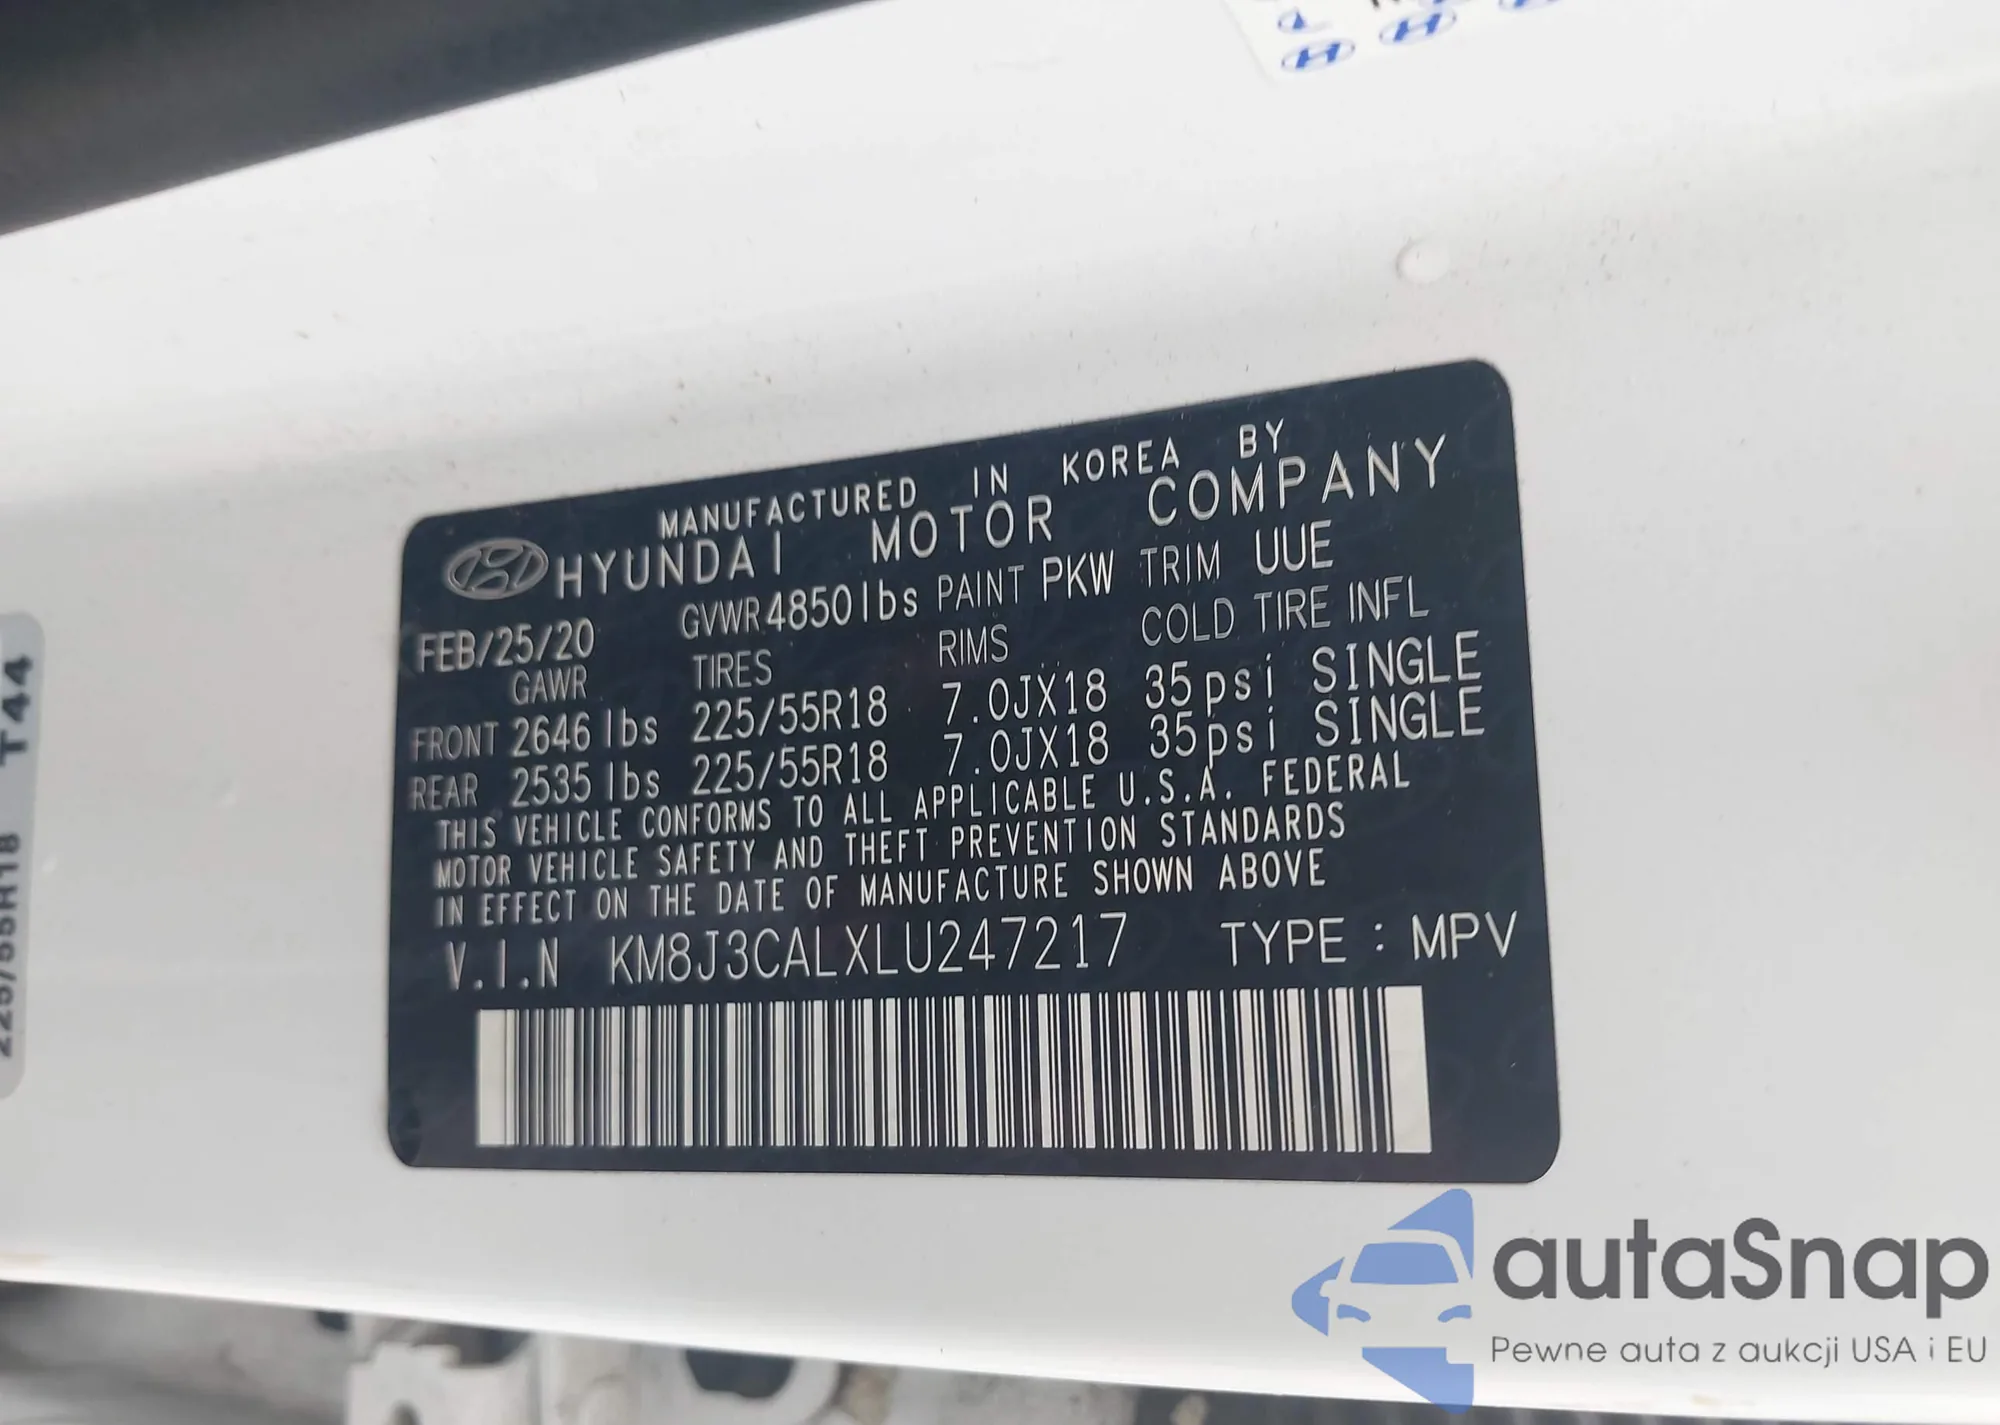 MANUFACTURED IN KOREA BY
HYUNDAI MOTOR COMPANY
FEB/25/20 GVWR 4850lbs PAINT PKW TRIM UUE
GAWR TIRES RIMS COLD TIRE INFL
FRONT 2646 lbs 225/55R18 7.0JX18 35psi SINGLE
REAR 2535 lbs 225/55R18 7.0JX18 35psi SINGLE
THIS VEHICLE CONFORMS TO ALL APPLICABLE U.S.A. FEDERAL
MOTOR VEHICLE SAFETY AND THEFT PREVENTION STANDARDS
IN EFFECT ON THE DATE OF MANUFACTURE SHOWN ABOVE
V.I.N KM8J3CALXLU247217 TYPE : MPV
225/55R18 T44
autaSnap
Pewne auta z aukcji USA i EU